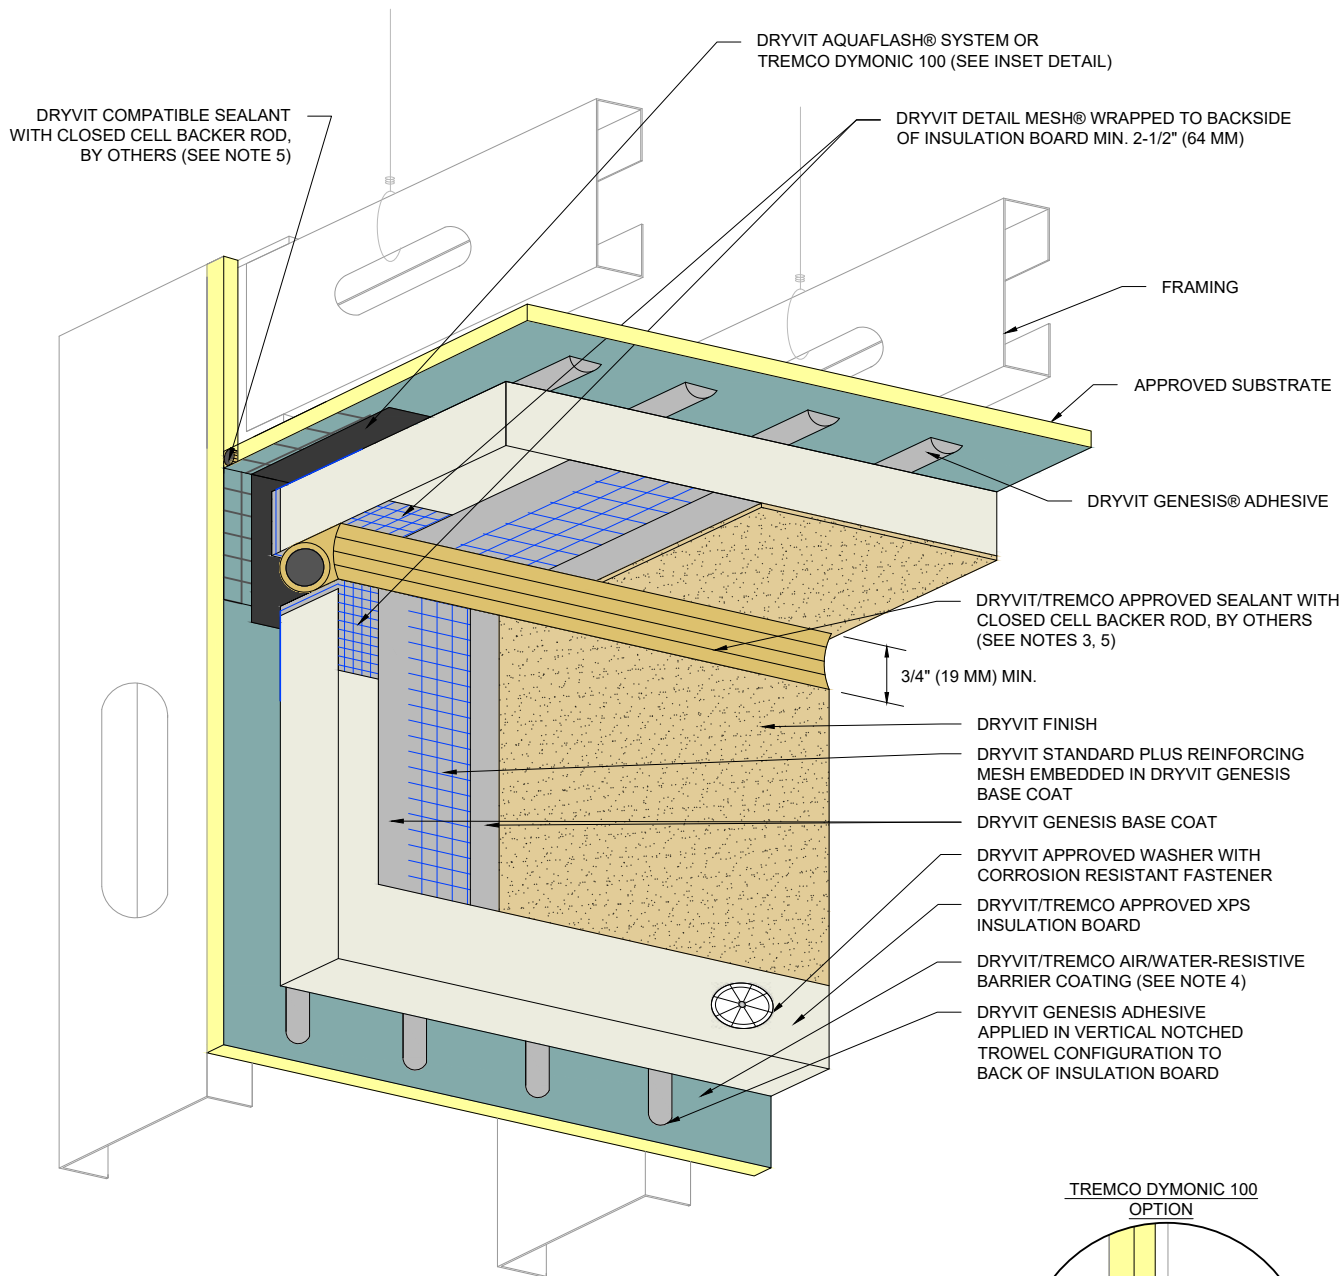 DRYVIT AQUAFLASH® SYSTEM OR
TREMCO DYMONIC 100 (SEE INSET DETAIL)
DRYVIT COMPATIBLE SEALANT
WITH CLOSED CELL BACKER ROD,
BY OTHERS (SEE NOTE 5)
DRYVIT DETAIL MESH® WRAPPED TO BACKSIDE
OF INSULATION BOARD MIN. 2-1/2" (64 MM)
FRAMING
APPROVED SUBSTRATE
DRYVIT GENESIS® ADHESIVE
DRYVIT/TREMCO APPROVED SEALANT WITH
CLOSED CELL BACKER ROD, BY OTHERS
(SEE NOTES 3, 5)
3/4" (19 MM) MIN.
DRYVIT FINISH
DRYVIT STANDARD PLUS REINFORCING
MESH EMBEDDED IN DRYVIT GENESIS
BASE COAT
DRYVIT GENESIS BASE COAT
DRYVIT APPROVED WASHER WITH
CORROSION RESISTANT FASTENER
DRYVIT/TREMCO APPROVED XPS
INSULATION BOARD
DRYVIT/TREMCO AIR/WATER-RESISTIVE
BARRIER COATING (SEE NOTE 4)
DRYVIT GENESIS ADHESIVE
APPLIED IN VERTICAL NOTCHED
TROWEL CONFIGURATION TO
BACK OF INSULATION BOARD
TREMCO DYMONIC 100
OPTION